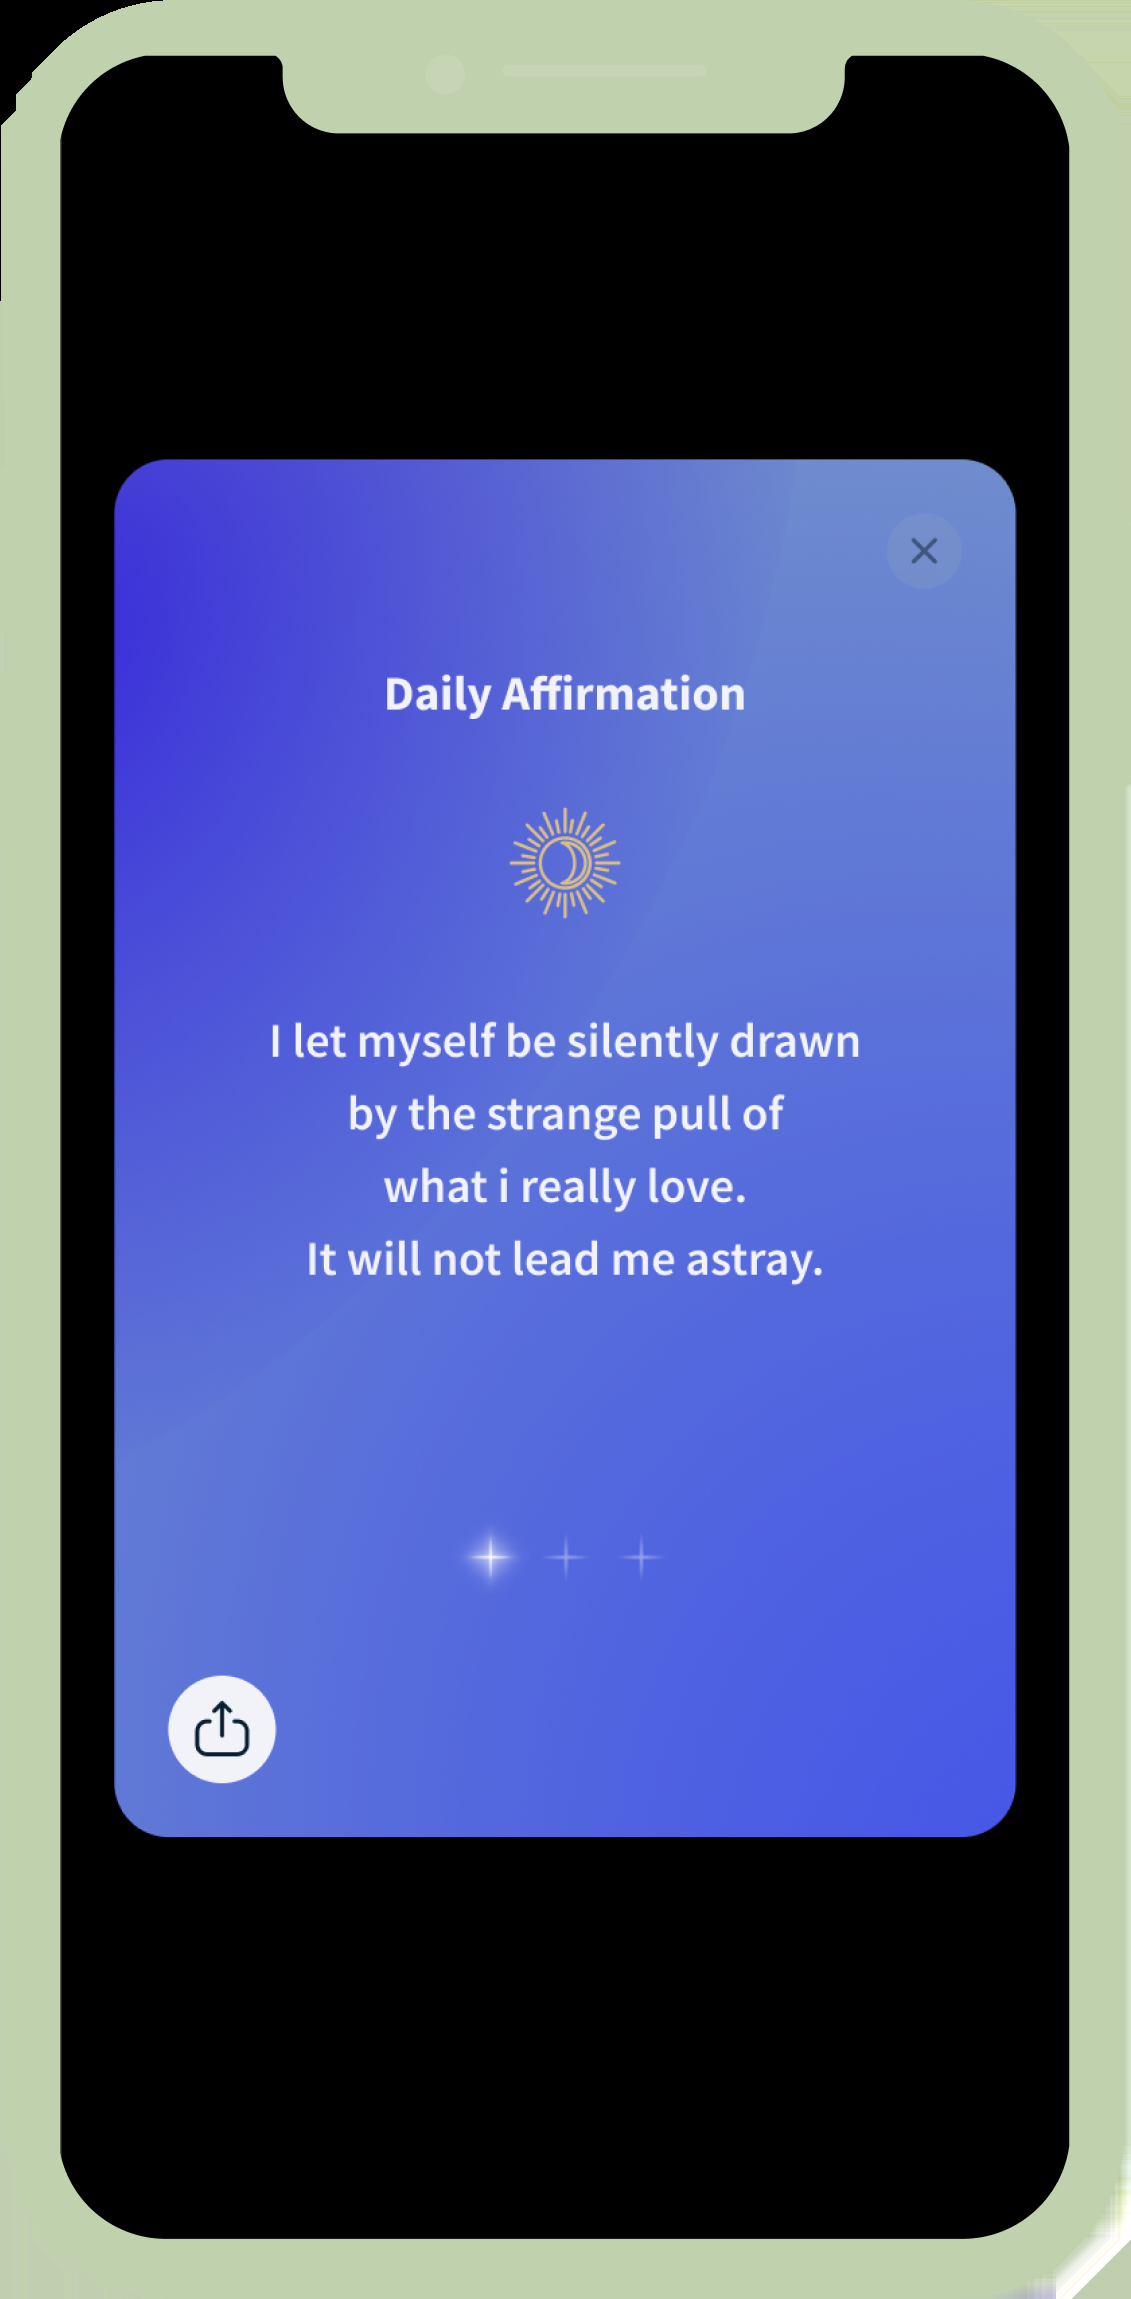 Daily Affirmation
I let myself be silently drawn
by the strange pull of
what i really love.
It will not lead me astray.